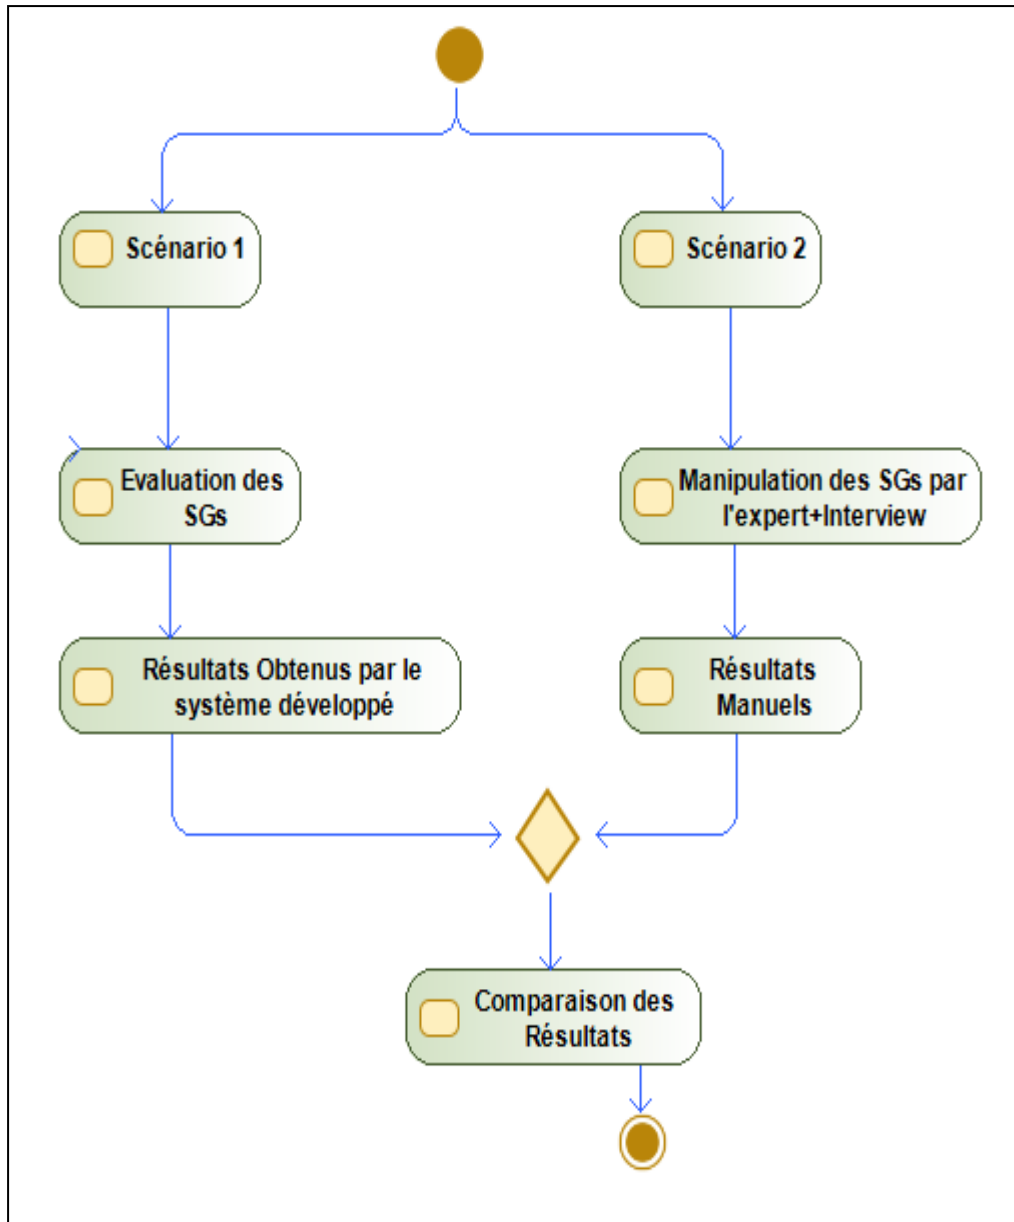 Scénario 1
Scénario 2
Evaluation des
SGs
Manipulation des SGs par
l'expert+Interview
Résultats Obtenus par le
système développé
Résultats
Manuels
Comparaison des
Résultats